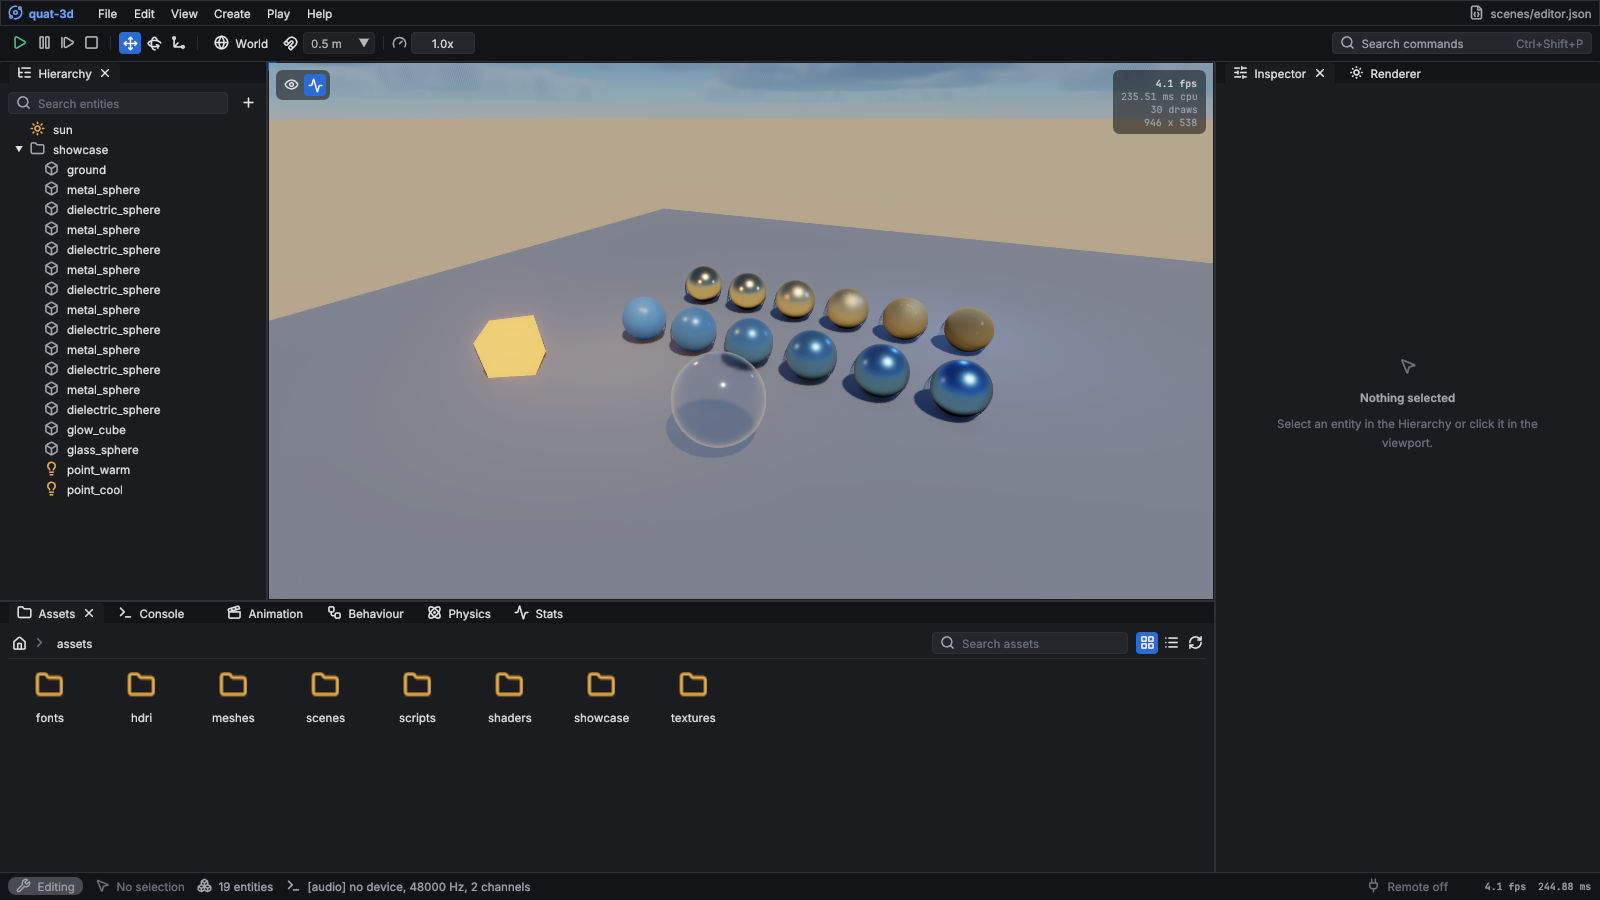 quat-3d File Edit View Create Play Help scenes/editor.json
World 0.5 m 1.0x Search commands Ctrl+Shift+P
Hierarchy
Search entities
sun
showcase
ground
metal_sphere
dielectric_sphere
metal_sphere
dielectric_sphere
metal_sphere
dielectric_sphere
metal_sphere
dielectric_sphere
metal_sphere
dielectric_sphere
metal_sphere
dielectric_sphere
glow_cube
glass_sphere
point_warm
point_cool
4.1 fps
235.51 ms cpu
30 draws
946 x 538
Inspector Renderer
Nothing selected
Select an entity in the Hierarchy or click it in the
viewport.
Assets Console Animation Behaviour Physics Stats
assets Search assets
fonts hdri meshes scenes scripts shaders showcase textures
Editing No selection 19 entities [audio] no device, 48000 Hz, 2 channels Remote off 4.1 fps 244.88 ms